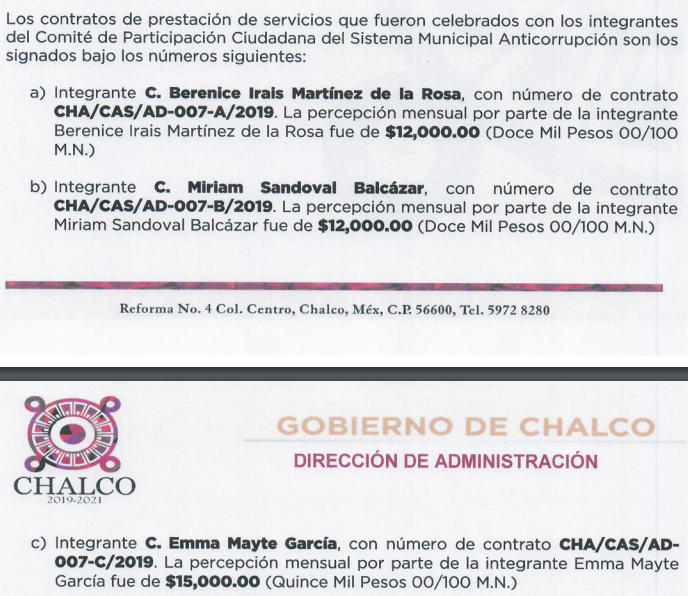 Los contratos de prestación de servicios que fueron celebrados con los integrantes
del Comité de Participación Ciudadana del Sistema Municipal Anticorrupción son los
signados bajo los números siguientes:
a) Integrante C. Berenice Irais Martínez de la Rosa, con número de contrato
CHA/CAS/AD-007-A/2019. La percepción mensual por parte de la integrante
Berenice Irais Martínez de la Rosa fue de $12,000.00 (Doce Mil Pesos 00/100
M.N.)
b) Integrante C. Miriam Sandoval Balcázar, con número de contrato
CHA/CAS/AD-007-B/2019. La percepción mensual por parte de la integrante
Miriam Sandoval Balcázar fue de $12,000.00 (Doce Mil Pesos 00/100 M.N.)
Reforma No. 4 Col. Centro, Chalco, Méx, C.P. 56600, Tel. 5972 8280
GOBIERNO DE CHALCO
DIRECCIÓN DE ADMINISTRACIÓN
CHALCO
2019-2021
c) Integrante C. Emma Mayte García, con número de contrato CHA/CAS/AD-
007-C/2019. La percepción mensual por parte de la integrante Emma Mayte
García fue de $15,000.00 (Quince Mil Pesos 00/100 M.N.)